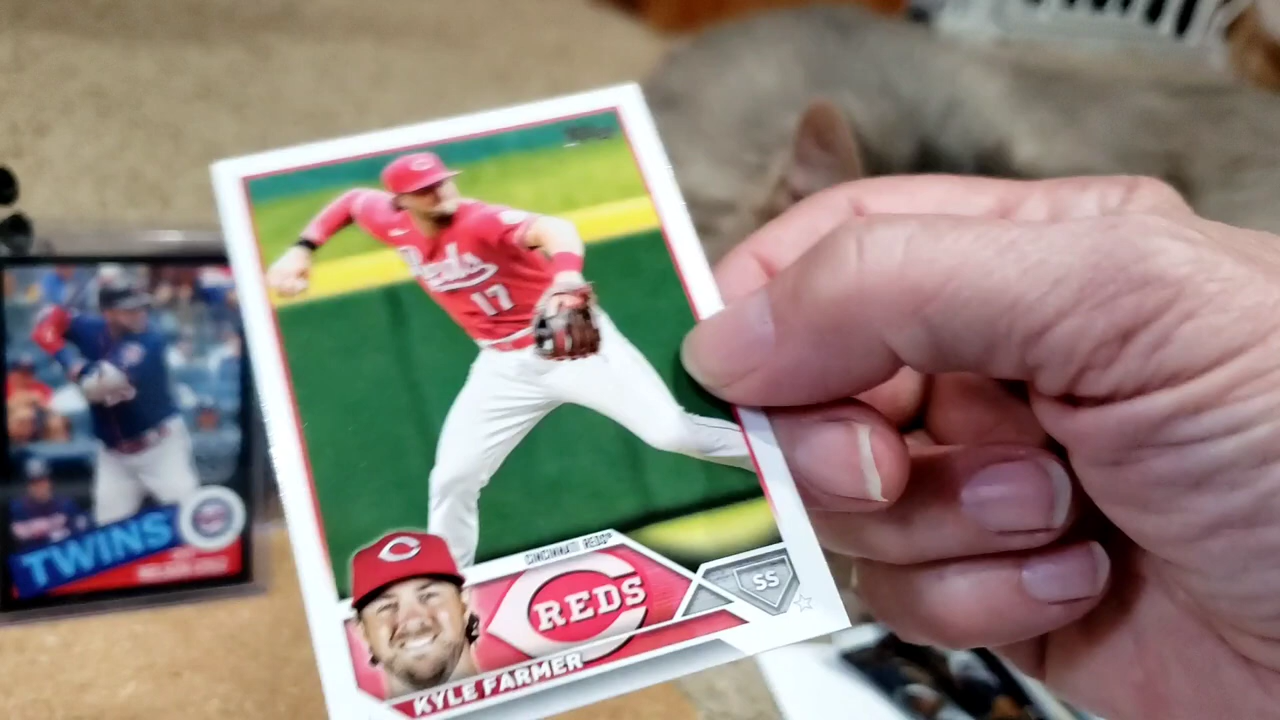 Reds
17
CINCINNATI REDS
REDS
SS
KYLE FARMER
TWINS